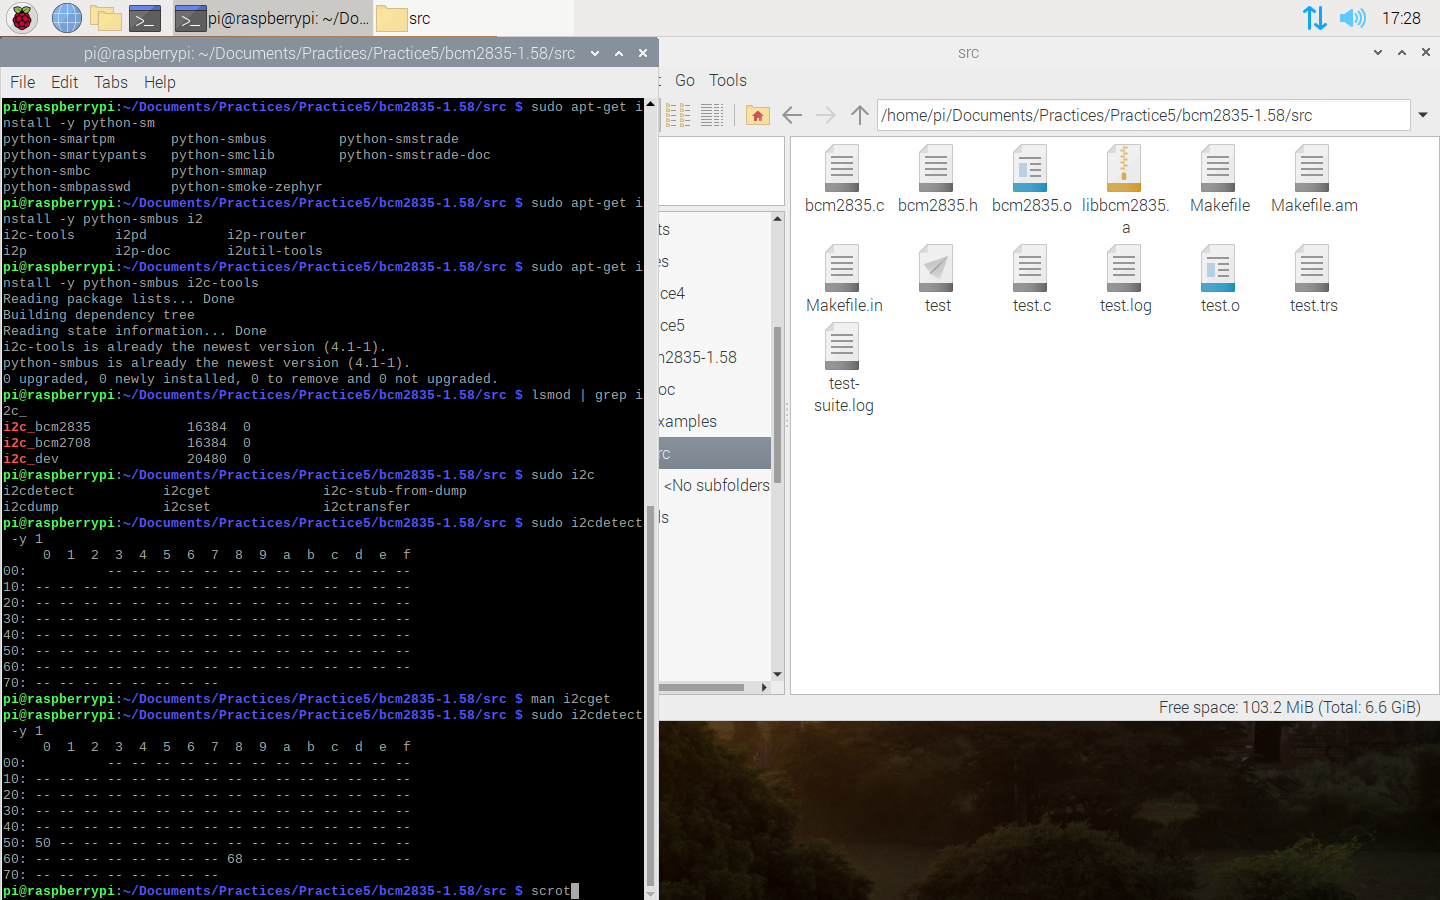 pi@raspberrypi: ~/Do...
src
17:28
pi@raspberrypi: ~/Documents/Practices/Practice5/bcm2835-1.58/src
File Edit Tabs Help
pi@raspberrypi:~/Documents/Practices/Practice5/bcm2835-1.58/src $ sudo apt-get i
nstall -y python-sm
python-smartpm python-smbus python-smstrade
python-smartypants python-smclib python-smstrade-doc
python-smbc python-smmap
python-smbpasswd python-smoke-zephyr
pi@raspberrypi:~/Documents/Practices/Practice5/bcm2835-1.58/src $ sudo apt-get i
nstall -y python-smbus i2
i2c-tools i2pd i2p-router
i2p i2p-doc i2util-tools
pi@raspberrypi:~/Documents/Practices/Practice5/bcm2835-1.58/src $ sudo apt-get i
nstall -y python-smbus i2c-tools
Reading package lists... Done
Building dependency tree
Reading state information... Done
i2c-tools is already the newest version (4.1-1).
python-smbus is already the newest version (4.1-1).
0 upgraded, 0 newly installed, 0 to remove and 0 not upgraded.
pi@raspberrypi:~/Documents/Practices/Practice5/bcm2835-1.58/src $ lsmod | grep i
2c_
i2c_bcm2835 16384 0
i2c_bcm2708 16384 0
i2c_dev 20480 0
pi@raspberrypi:~/Documents/Practices/Practice5/bcm2835-1.58/src $ sudo i2c
i2cdetect i2cget i2c-stub-from-dump
i2cdump i2cset i2ctransfer
pi@raspberrypi:~/Documents/Practices/Practice5/bcm2835-1.58/src $ sudo i2cdetect
-y 1
0 1 2 3 4 5 6 7 8 9 a b c d e f
00: -- -- -- -- -- -- -- -- -- -- -- -- --
10: -- -- -- -- -- -- -- -- -- -- -- -- -- -- -- --
20: -- -- -- -- -- -- -- -- -- -- -- -- -- -- -- --
30: -- -- -- -- -- -- -- -- -- -- -- -- -- -- -- --
40: -- -- -- -- -- -- -- -- -- -- -- -- -- -- -- --
50: -- -- -- -- -- -- -- -- -- -- -- -- -- -- -- --
60: -- -- -- -- -- -- -- -- -- -- -- -- -- -- -- --
70: -- -- -- -- -- -- -- --
pi@raspberrypi:~/Documents/Practices/Practice5/bcm2835-1.58/src $ man i2cget
pi@raspberrypi:~/Documents/Practices/Practice5/bcm2835-1.58/src $ sudo i2cdetect
-y 1
0 1 2 3 4 5 6 7 8 9 a b c d e f
00: -- -- -- -- -- -- -- -- -- -- -- -- --
10: -- -- -- -- -- -- -- -- -- -- -- -- -- -- -- --
20: -- -- -- -- -- -- -- -- -- -- -- -- -- -- -- --
30: -- -- -- -- -- -- -- -- -- -- -- -- -- -- -- --
40: -- -- -- -- -- -- -- -- -- -- -- -- -- -- -- --
50: 50 -- -- -- -- -- -- -- -- -- -- -- -- -- -- --
60: -- -- -- -- -- -- -- -- 68 -- -- -- -- -- -- --
70: -- -- -- -- -- -- -- --
pi@raspberrypi:~/Documents/Practices/Practice5/bcm2835-1.58/src $ scrot
src
t Go Tools
/home/pi/Documents/Practices/Practice5/bcm2835-1.58/src
ts
es
ce4
ce5
m2835-1.58
oc
xamples
rc
<No subfolders
ls
bcm2835.c
bcm2835.h
bcm2835.o
libbcm2835.
a
Makefile
Makefile.am
Makefile.in
test
test.c
test.log
test.o
test.trs
test-
suite.log
Free space: 103.2 MiB (Total: 6.6 GiB)